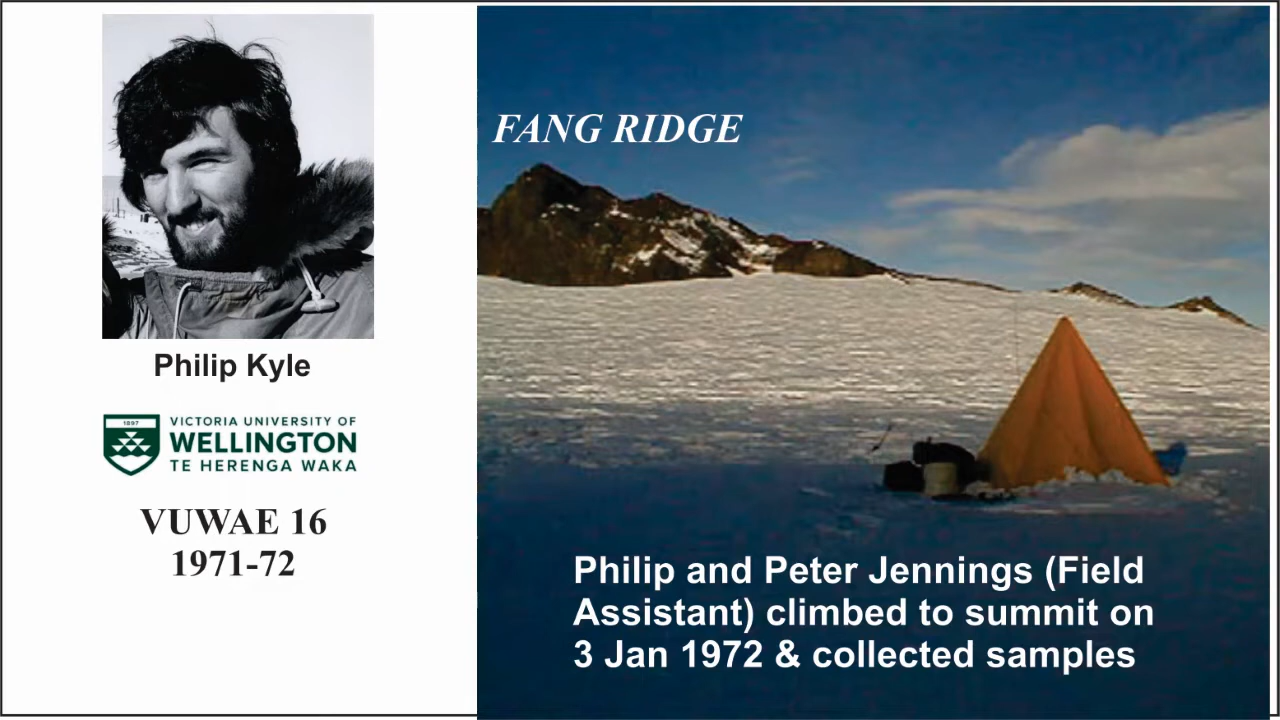 Philip Kyle
1897
VICTORIA UNIVERSITY OF
WELLINGTON
TE HERENGA WAKA
VUWAE 16
1971-72
FANG RIDGE
Philip and Peter Jennings (Field
Assistant) climbed to summit on
3 Jan 1972 & collected samples